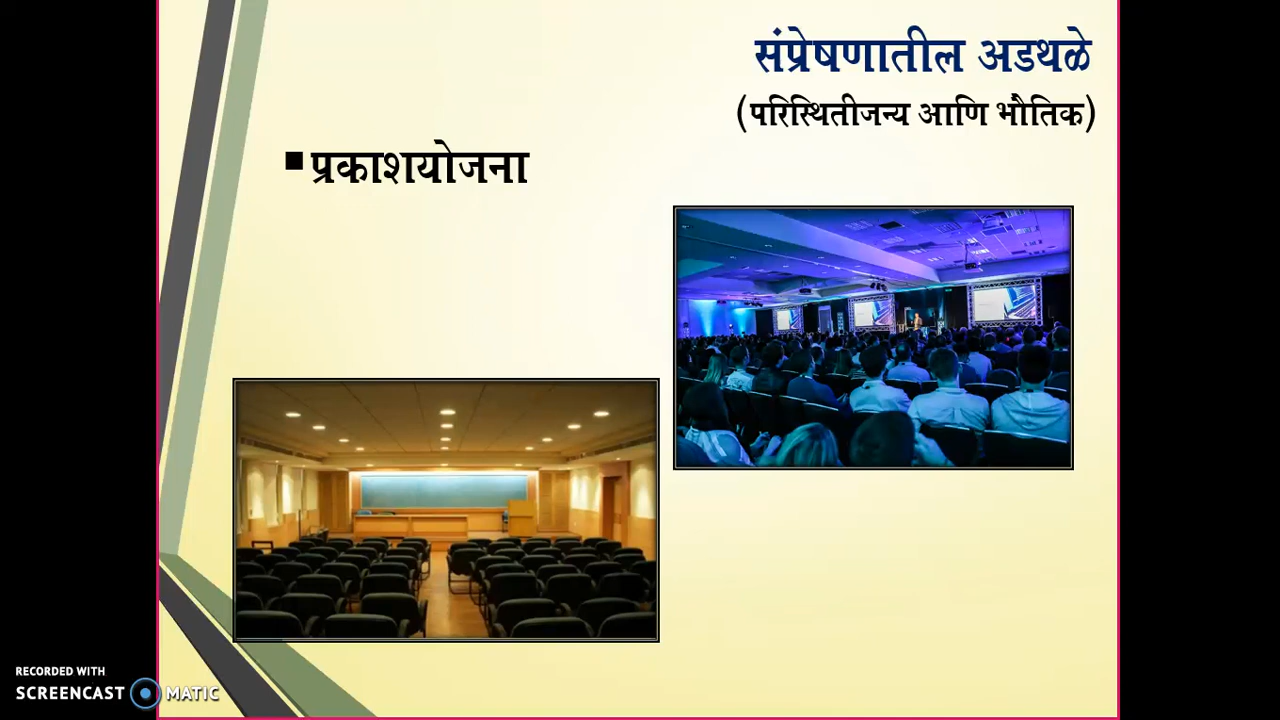 संप्रेषणातील अडथळे
(परिस्थितीजन्य आणि भौतिक)
▪ प्रकाशयोजना
RECORDED WITH
SCREENCAST MATIC